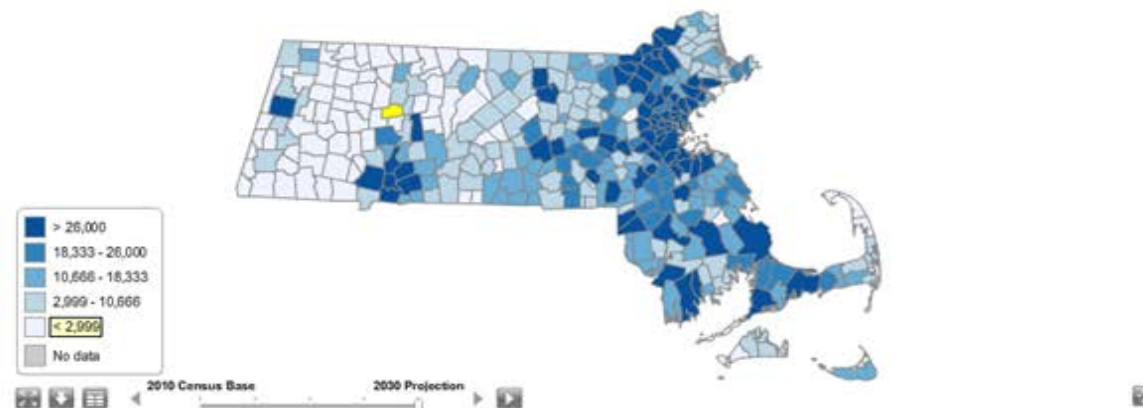 > 26,000
18,333 - 26,000
10,666 - 18,333
2,999 - 10,666
< 2,999
No data
2010 Census Base
2030 Projection